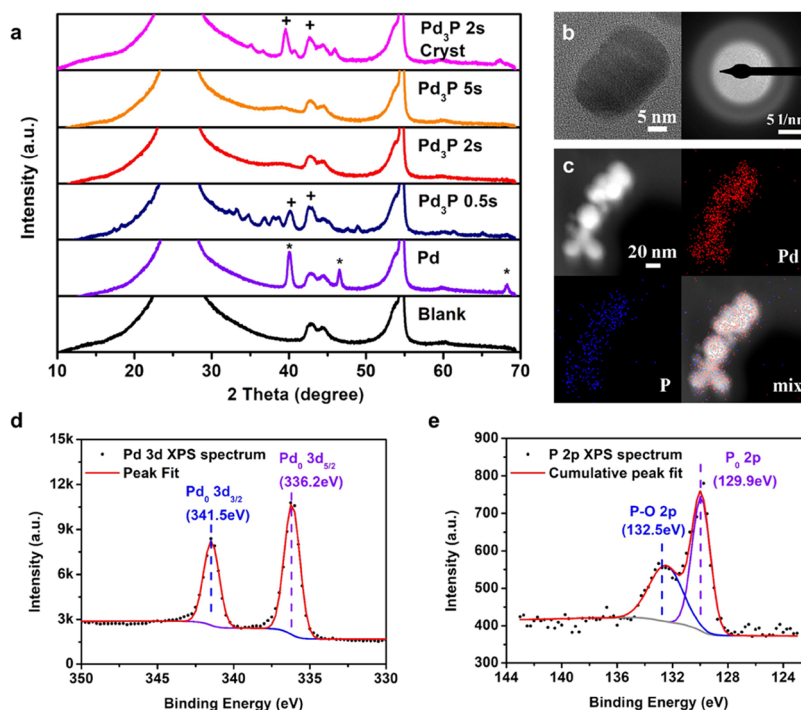 a
Intensity (a.u.)
Pd₃P 2s
Cryst
+ +
Pd₃P 5s
Pd₃P 2s
Pd₃P 0.5s
+ +
Pd
* * *
Blank
10 20 30 40 50 60 70
2 Theta (degree)
b
5 nm
5 1/nm
c
20 nm
Pd
P
mix
d
Intensity (a.u.)
15k
12k
9k
6k
3k
0
Pd 3d XPS spectrum
Peak Fit
Pd₀ 3d₅/₂
(336.2eV)
Pd₀ 3d₃/₂
(341.5eV)
350 345 340 335 330
Binding Energy (eV)
e
Intensity (a.u.)
900
800
700
600
500
400
300
P 2p XPS spectrum
Cumulative peak fit
P₀ 2p
(129.9eV)
P-O 2p
(132.5eV)
144 140 136 132 128 124
Binding Energy (eV)